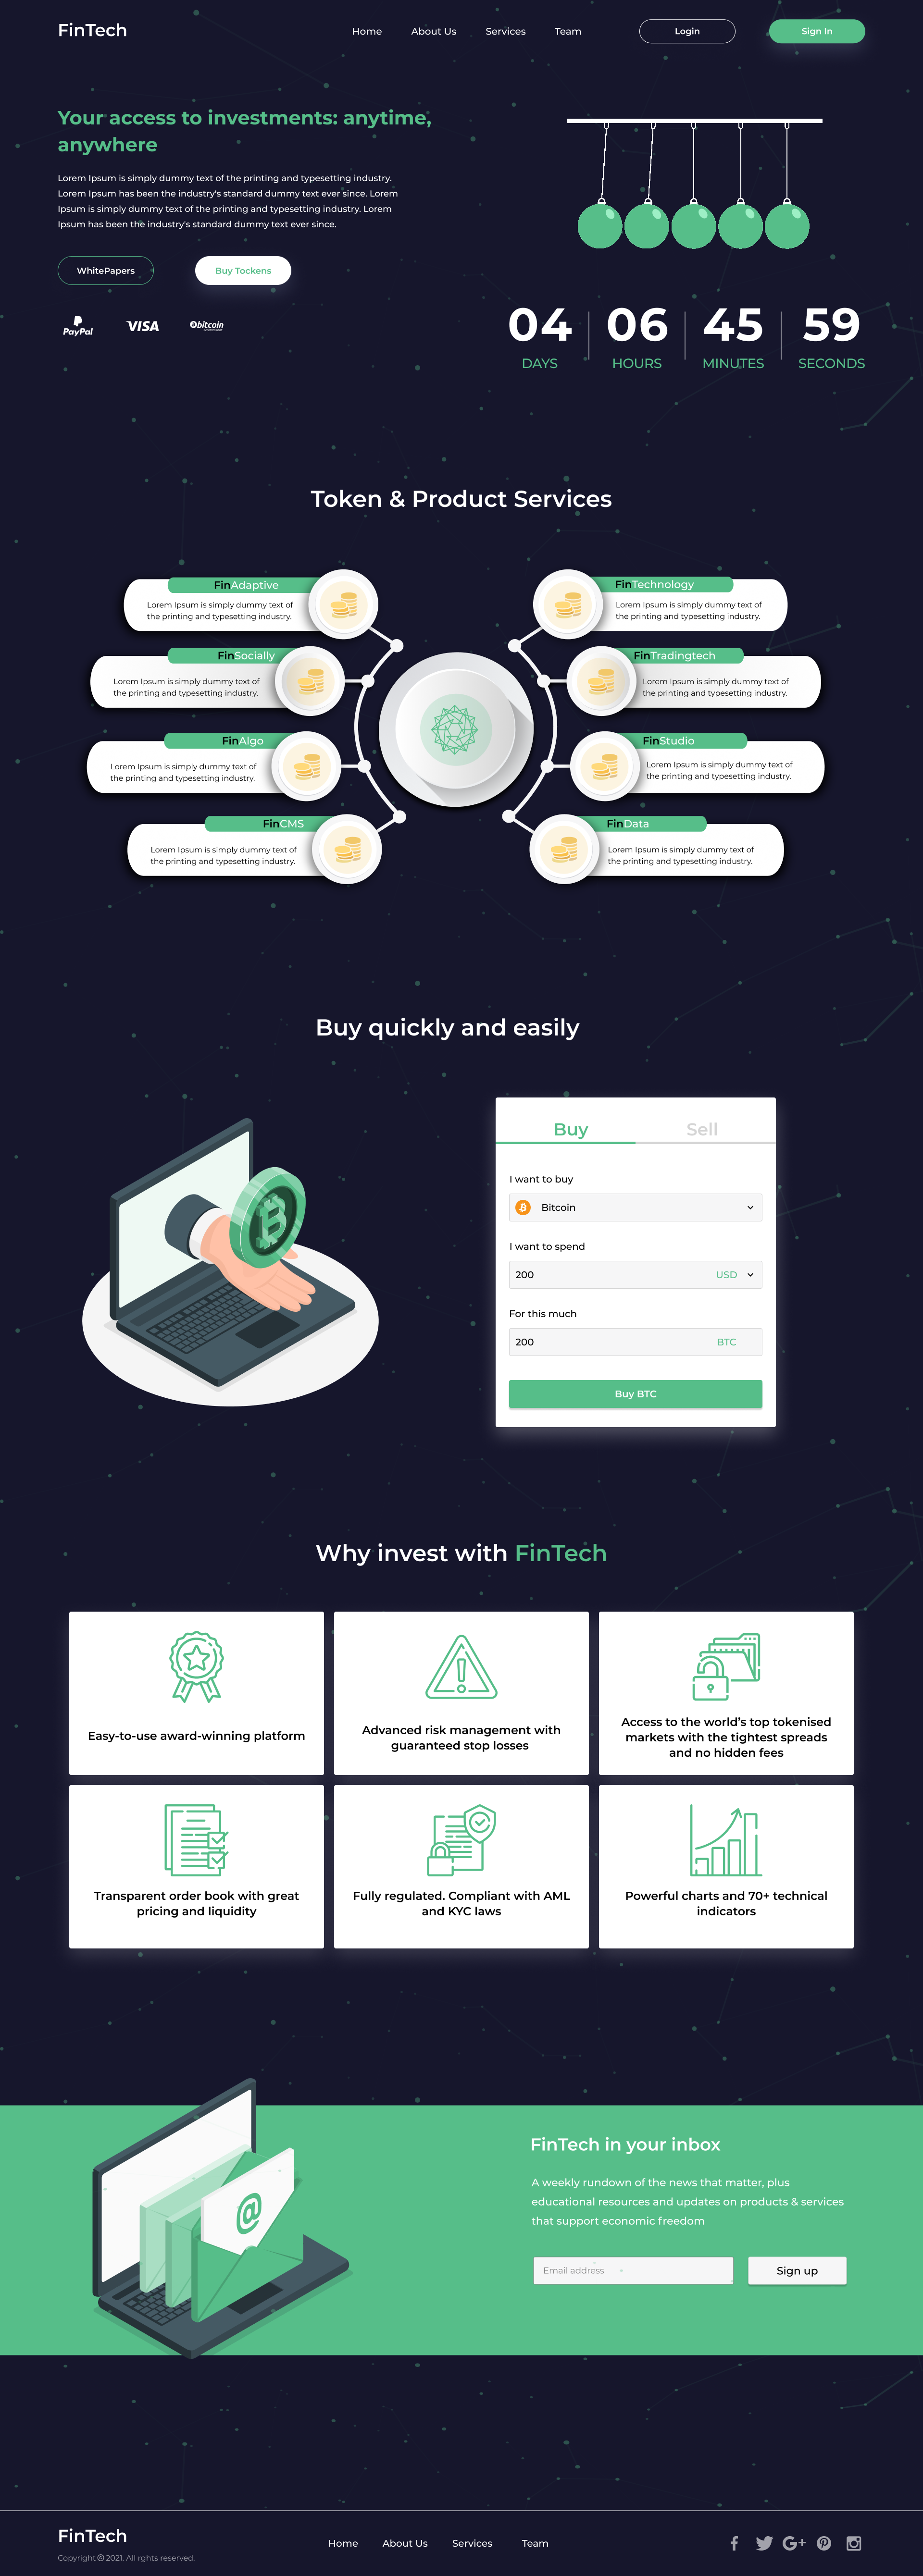 FinTech
Home
About Us
Services
Team
Login
Sign In
Your access to investments: anytime,
anywhere
Lorem Ipsum is simply dummy text of the printing and typesetting industry.
Lorem Ipsum has been the industry's standard dummy text ever since. Lorem
Ipsum is simply dummy text of the printing and typesetting industry. Lorem
Ipsum has been the industry's standard dummy text ever since.
WhitePapers
Buy Tockens
PayPal
VISA
bitcoin
04
06
45
59
DAYS
HOURS
MINUTES
SECONDS
Token & Product Services
FinAdaptive
Lorem Ipsum is simply dummy text of
the printing and typesetting industry.
FinTechnology
Lorem Ipsum is simply dummy text of
the printing and typesetting industry.
FinSocially
Lorem Ipsum is simply dummy text of
the printing and typesetting industry.
FinTradingtech
Lorem Ipsum is simply dummy text of
the printing and typesetting industry.
FinAlgo
Lorem Ipsum is simply dummy text of
the printing and typesetting industry.
FinStudio
Lorem Ipsum is simply dummy text of
the printing and typesetting industry.
FinCMS
Lorem Ipsum is simply dummy text of
the printing and typesetting industry.
FinData
Lorem Ipsum is simply dummy text of
the printing and typesetting industry.
Buy quickly and easily
Buy
Sell
I want to buy
Bitcoin
I want to spend
200
USD
For this much
200
BTC
Buy BTC
Why invest with FinTech
Easy-to-use award-winning platform
Advanced risk management with
guaranteed stop losses
Access to the world's top tokenised
markets with the tightest spreads
and no hidden fees
Transparent order book with great
pricing and liquidity
Fully regulated. Compliant with AML
and KYC laws
Powerful charts and 70+ technical
indicators
@
FinTech in your inbox
A weekly rundown of the news that matter, plus
educational resources and updates on products & services
that support economic freedom
Email address
Sign up
FinTech
Copyright © 2021. All rghts reserved.
Home
About Us
Services
Team